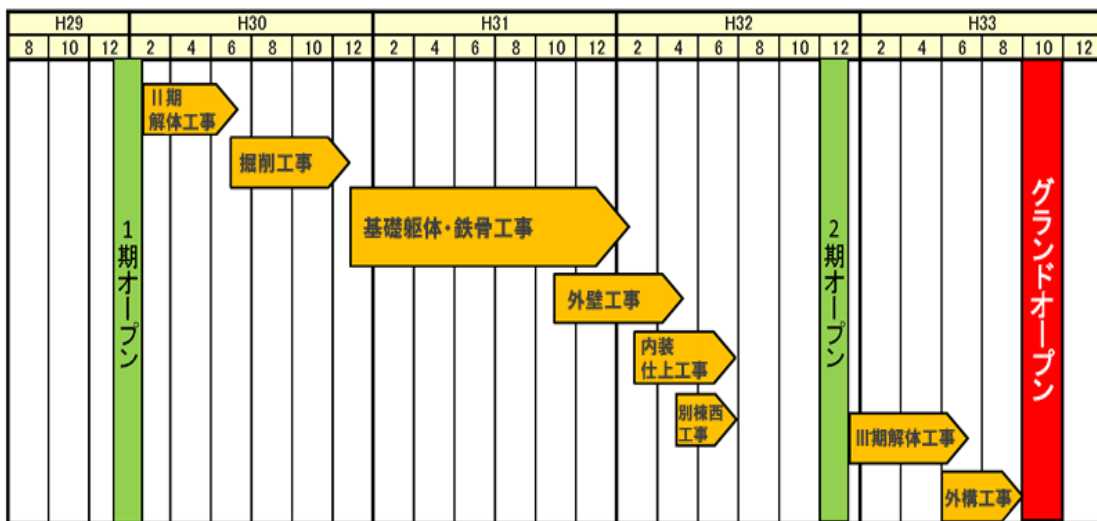 H29 H30 H31 H32 H33
8 10 12 2 4 6 8 10 12 2 4 6 8 10 12 2 4 6 8 10 12 2 4 6 8 10 12
1期オープン
Ⅱ期
解体工事
掘削工事
基礎躯体・鉄骨工事
外壁工事
内装
仕上工事
別棟西
工事
2期オープン
Ⅲ期解体工事
外構工事
グランドオープン